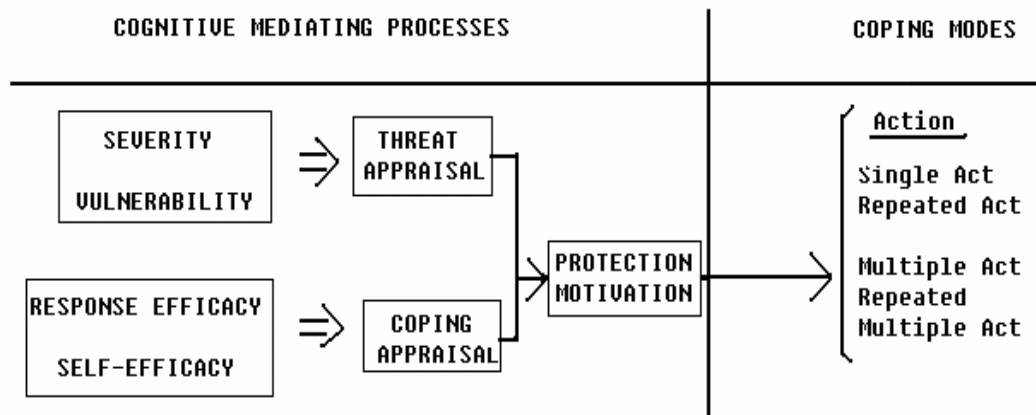 COGNITIVE MEDIATING PROCESSES
COPING MODES
SEVERITY
VULNERABILITY
THREAT
APPRAISAL
RESPONSE EFFICACY
SELF-EFFICACY
COPING
APPRAISAL
PROTECTION
MOTIVATION
Action
Single Act
Repeated Act
Multiple Act
Repeated
Multiple Act